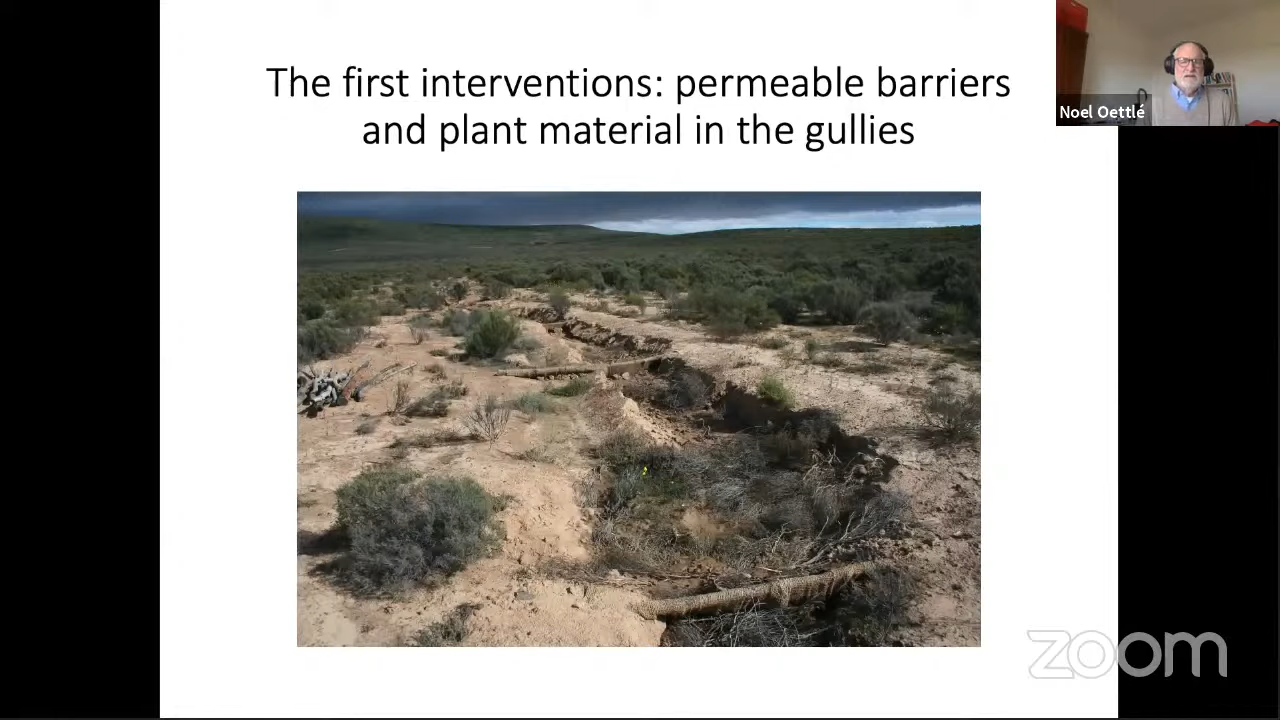 The first interventions: permeable barriers
and plant material in the gullies
Noel Oettlé
zoom